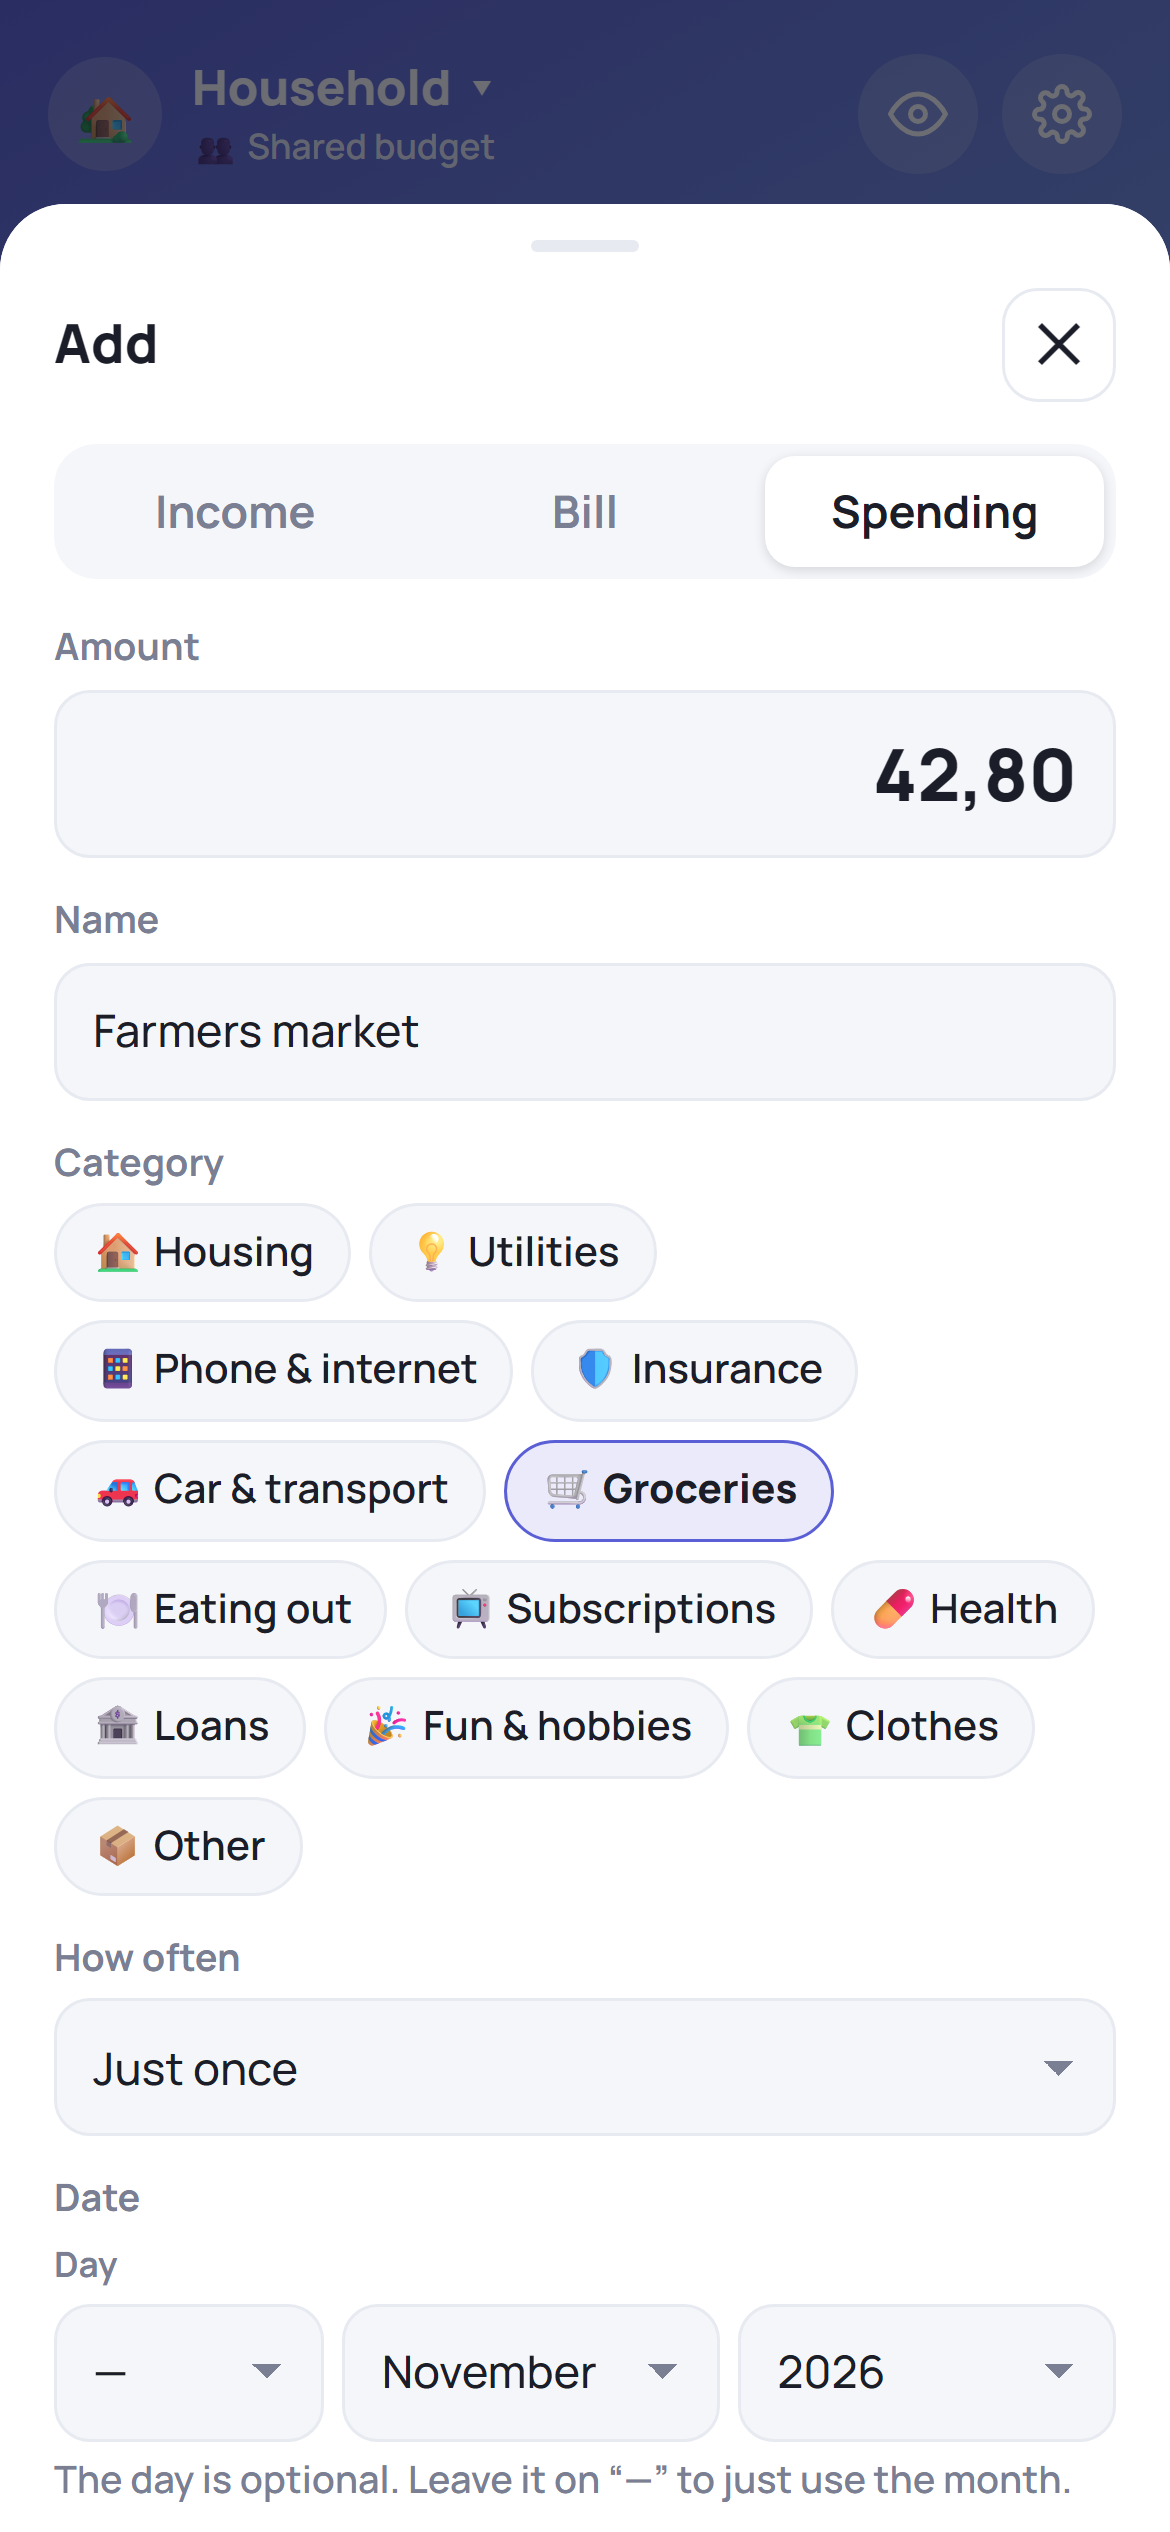 Household
Shared budget
Add
Income Bill Spending
Amount
42,80
Name
Farmers market
Category
Housing Utilities
Phone & internet Insurance
Car & transport Groceries
Eating out Subscriptions Health
Loans Fun & hobbies Clothes
Other
How often
Just once
Date
Day
— November 2026
The day is optional. Leave it on “—” to just use the month.